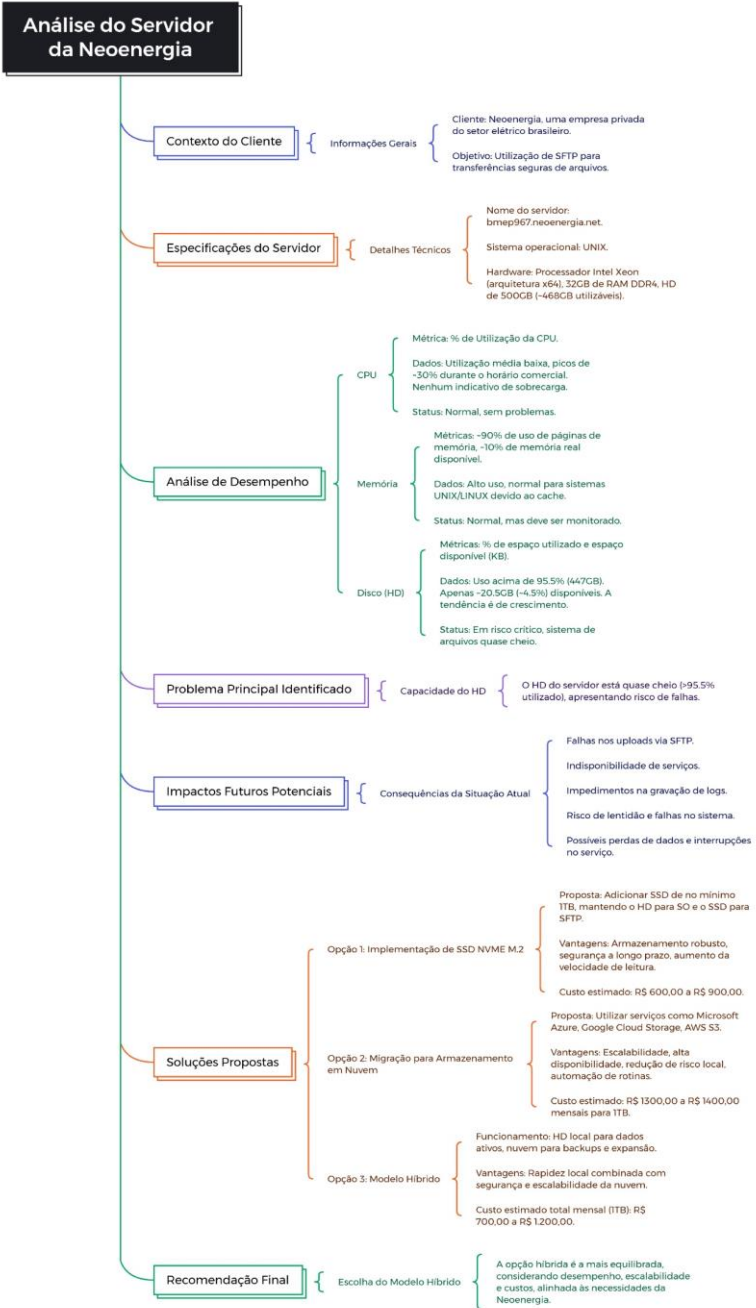 Análise do Servidor
da Neoenergia
Contexto do Cliente
Informações Gerais
Cliente: Neoenergia, uma empresa privada
do setor elétrico brasileiro.
Objetivo: Utilização de SFTP para
transferências seguras de arquivos.
Especificações do Servidor
Detalhes Técnicos
Nome do servidor:
bmep967.neoenergia.net.
Sistema operacional: UNIX.
Hardware: Processador Intel Xeon
(arquitetura x64), 32GB de RAM DDR4, HD
de 500GB (~468GB utilizáveis).
Análise de Desempenho
CPU
Métrica: % de Utilização da CPU.
Dados: Utilização média baixa, picos de
~30% durante o horário comercial.
Nenhum indicativo de sobrecarga.
Status: Normal, sem problemas.
Memória
Métricas: ~90% de uso de páginas de
memória, ~10% de memória real
disponível.
Dados: Alto uso, normal para sistemas
UNIX/LINUX devido ao cache.
Status: Normal, mas deve ser monitorado.
Disco (HD)
Métricas: % de espaço utilizado e espaço
disponível (KB).
Dados: Uso acima de 95.5% (447GB).
Apenas ~20.5GB (~4.5%) disponíveis. A
tendência é de crescimento.
Status: Em risco crítico, sistema de
arquivos quase cheio.
Problema Principal Identificado
Capacidade do HD
O HD do servidor está quase cheio (>95.5%
utilizado), apresentando risco de falhas.
Impactos Futuros Potenciais
Consequências da Situação Atual
Falhas nos uploads via SFTP.
Indisponibilidade de serviços.
Impedimentos na gravação de logs.
Risco de lentidão e falhas no sistema.
Possíveis perdas de dados e interrupções
no serviço.
Soluções Propostas
Opção 1: Implementação de SSD NVME M.2
Proposta: Adicionar SSD de no mínimo
1TB, mantendo o HD para SO e o SSD para
SFTP.
Vantagens: Armazenamento robusto,
segurança a longo prazo, aumento da
velocidade de leitura.
Custo estimado: R$ 600,00 a R$ 900,00.
Opção 2: Migração para Armazenamento
em Nuvem
Proposta: Utilizar serviços como Microsoft
Azure, Google Cloud Storage, AWS S3.
Vantagens: Escalabilidade, alta
disponibilidade, redução de risco local,
automação de rotinas.
Custo estimado: R$ 1300,00 a R$ 1400,00
mensais para 1TB.
Opção 3: Modelo Híbrido
Funcionamento: HD local para dados
ativos, nuvem para backups e expansão.
Vantagens: Rapidez local combinada com
segurança e escalabilidade da nuvem.
Custo estimado total mensal (1TB): R$
700,00 a R$ 1.200,00.
Recomendação Final
Escolha do Modelo Híbrido
A opção híbrida é a mais equilibrada,
considerando desempenho, escalabilidade
e custos, alinhada às necessidades da
Neoenergia.